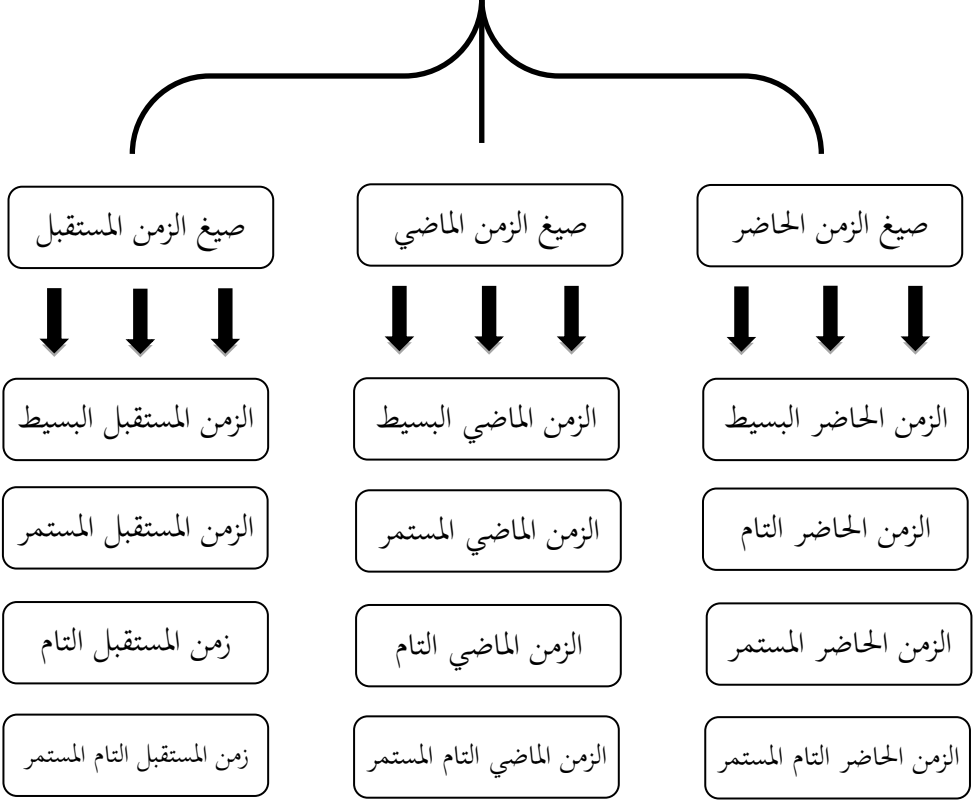 صيغ الزمن الحاضر
صيغ الزمن الماضي
صيغ الزمن المستقبل
الزمن الحاضر البسيط
الزمن الماضي البسيط
الزمن المستقبل البسيط
الزمن الحاضر التام
الزمن الماضي المستمر
الزمن المستقبل المستمر
الزمن الحاضر المستمر
الزمن الماضي التام
زمن المستقبل التام
الزمن الحاضر التام المستمر
الزمن الماضي التام المستمر
زمن المستقبل التام المستمر